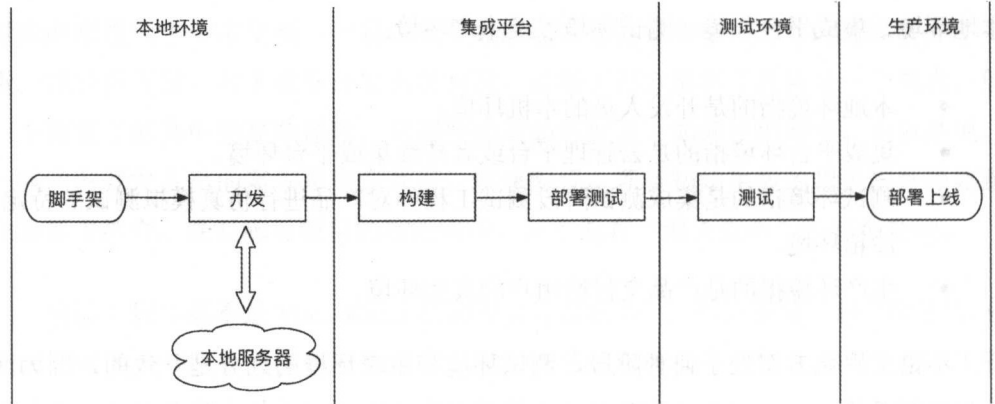 本地环境
集成平台
测试环境
生产环境
脚手架
开发
构建
部署测试
测试
部署上线
本地服务器